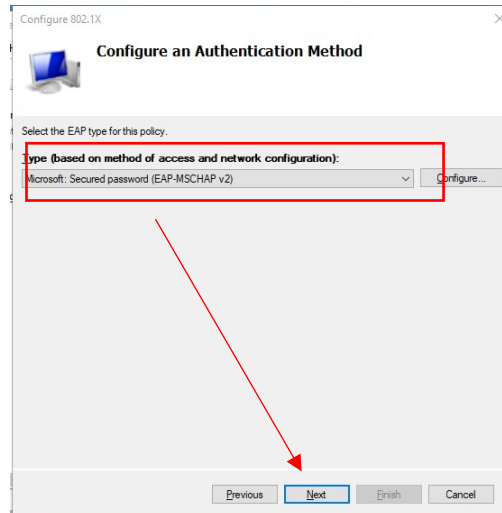 Configure 802.1X
Configure an Authentication Method
Select the EAP type for this policy.
Type (based on method of access and network configuration):
Microsoft: Secured password (EAP-MSCHAP v2)
Configure...
Previous
Next
Finish
Cancel